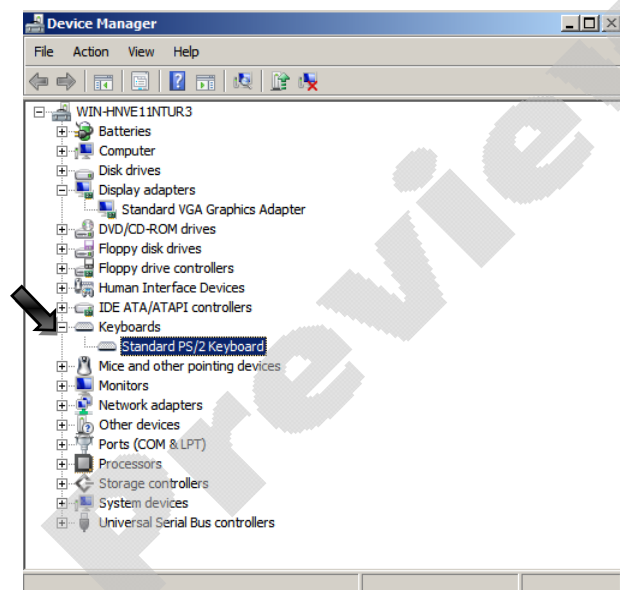 Device Manager
File Action View Help
WIN-HNVE11NTUR3
Batteries
Computer
Disk drives
Display adapters
Standard VGA Graphics Adapter
DVD/CD-ROM drives
Floppy disk drives
Floppy drive controllers
Human Interface Devices
IDE ATA/ATAPI controllers
Keyboards
Standard PS/2 Keyboard
Mice and other pointing devices
Monitors
Network adapters
Other devices
Ports (COM & LPT)
Processors
Storage controllers
System devices
Universal Serial Bus controllers
Preview